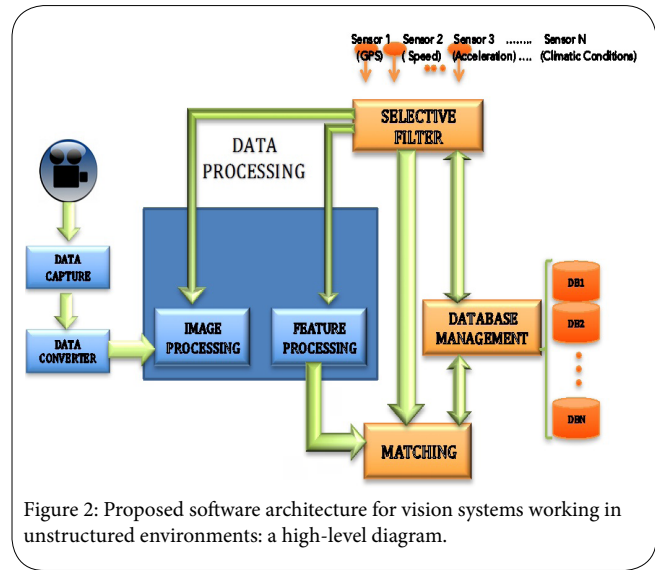 Sensor 1 Sensor 2 Sensor 3 ........ Sensor N
(GPS) ( Speed) (Acceleration) .... (Climatic Conditions)
SELECTIVE
FILTER
DATA
PROCESSING
DATA
CAPTURE
DATA
CONVERTER
IMAGE
PROCESSING
FEATURE
PROCESSING
DATABASE
MANAGEMENT
DB1
DB2
DBN
MATCHING
Figure 2: Proposed software architecture for vision systems working in
unstructured environments: a high-level diagram.